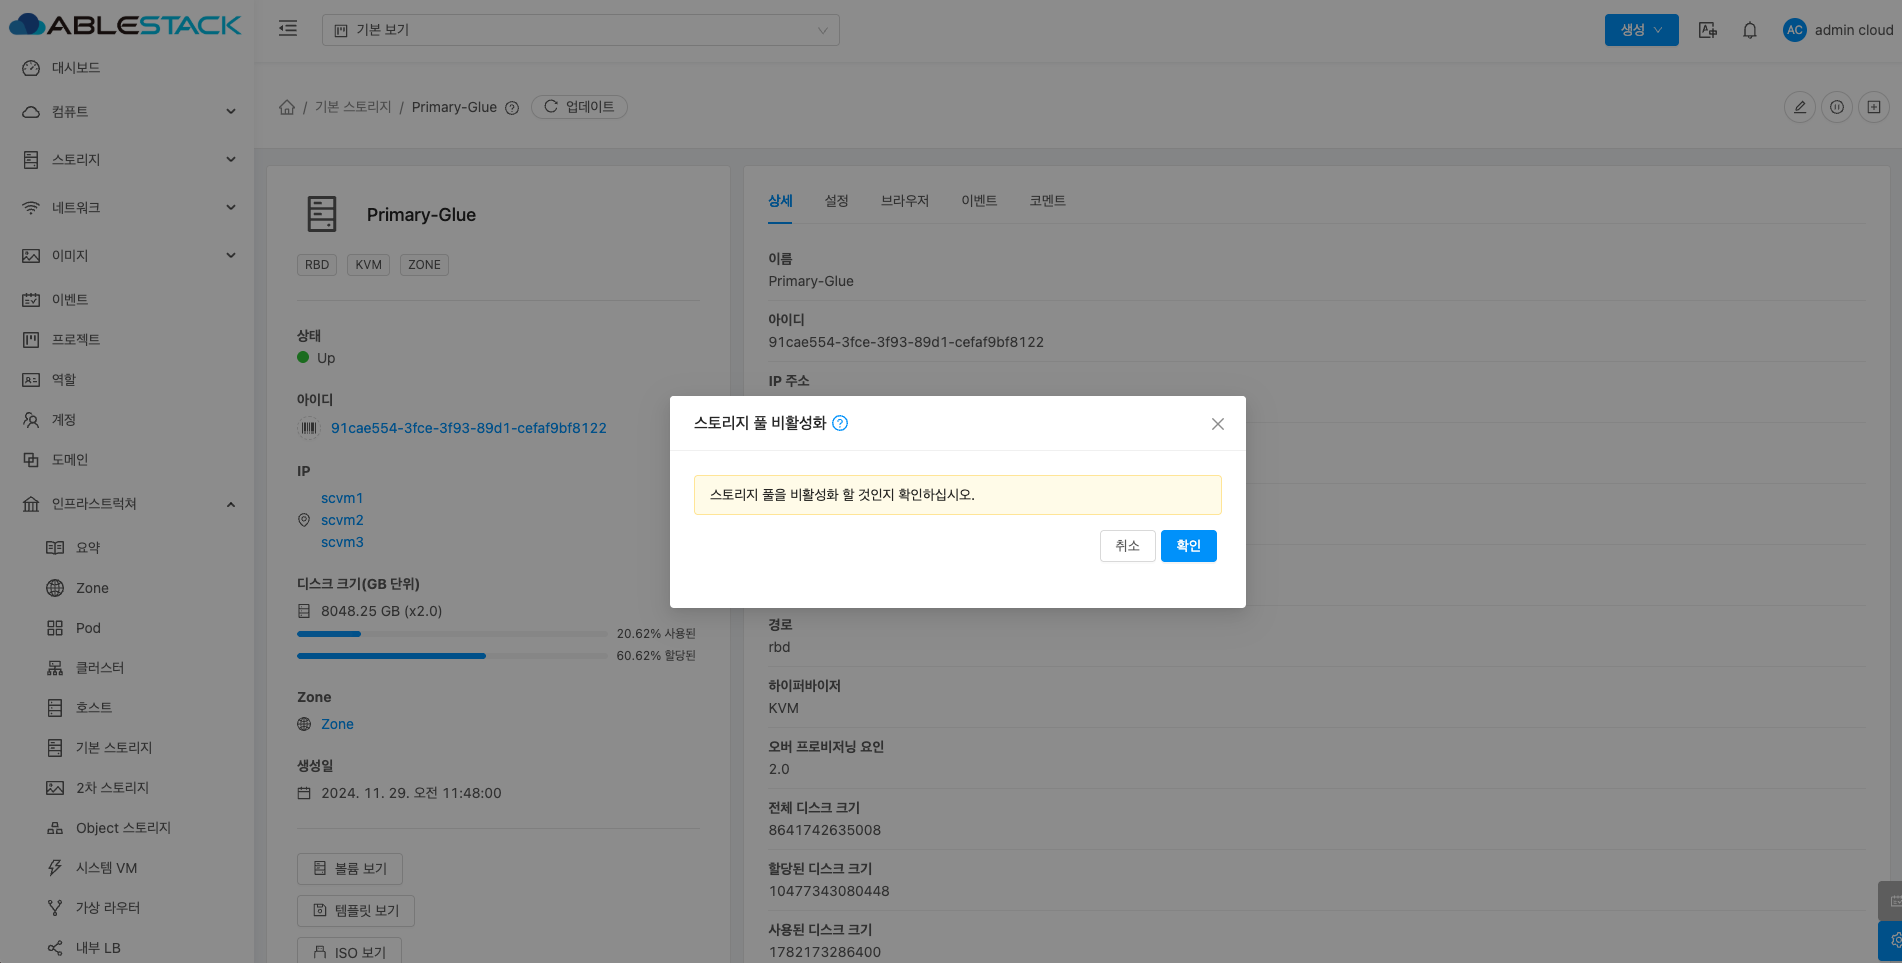 ABLESTACK
기본 보기
생성
AC
admin cloud
대시보드
컴퓨트
스토리지
네트워크
이미지
이벤트
프로젝트
역할
계정
도메인
인프라스트럭쳐
요약
Zone
Pod
클러스터
호스트
기본 스토리지
2차 스토리지
Object 스토리지
시스템 VM
가상 라우터
내부 LB
/ 기본 스토리지 / Primary-Glue
업데이트
Primary-Glue
RBD KVM ZONE
상태
Up
아이디
91cae554-3fce-3f93-89d1-cefaf9bf8122
IP
scvm1
scvm2
scvm3
디스크 크기(GB 단위)
8048.25 GB (x2.0)
20.62% 사용된
60.62% 할당된
Zone
Zone
생성일
2024. 11. 29. 오전 11:48:00
볼륨 보기
템플릿 보기
ISO 보기
상세 설정 브라우저 이벤트 코멘트
이름
Primary-Glue
아이디
91cae554-3fce-3f93-89d1-cefaf9bf8122
IP 주소
스토리지 풀 비활성화
스토리지 풀을 비활성화 할 것인지 확인하십시오.
취소 확인
경로
rbd
하이퍼바이저
KVM
오버 프로비저닝 요인
2.0
전체 디스크 크기
8641742635008
할당된 디스크 크기
10477343080448
사용된 디스크 크기
1782173286400